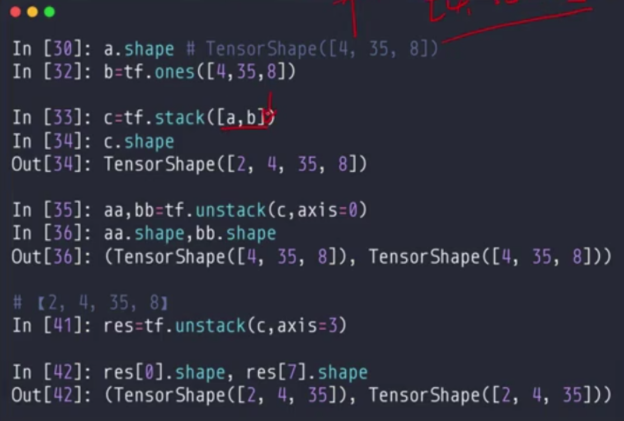 In [30]: a.shape # TensorShape([4, 35, 8])
In [32]: b=tf.ones([4,35,8])
In [33]: c=tf.stack([a,b])
In [34]: c.shape
Out[34]: TensorShape([2, 4, 35, 8])
In [35]: aa,bb=tf.unstack(c,axis=0)
In [36]: aa.shape,bb.shape
Out[36]: (TensorShape([4, 35, 8]), TensorShape([4, 35, 8]))
# 【2, 4, 35, 8】
In [41]: res=tf.unstack(c,axis=3)
In [42]: res[0].shape, res[7].shape
Out[42]: (TensorShape([2, 4, 35]), TensorShape([2, 4, 35]))